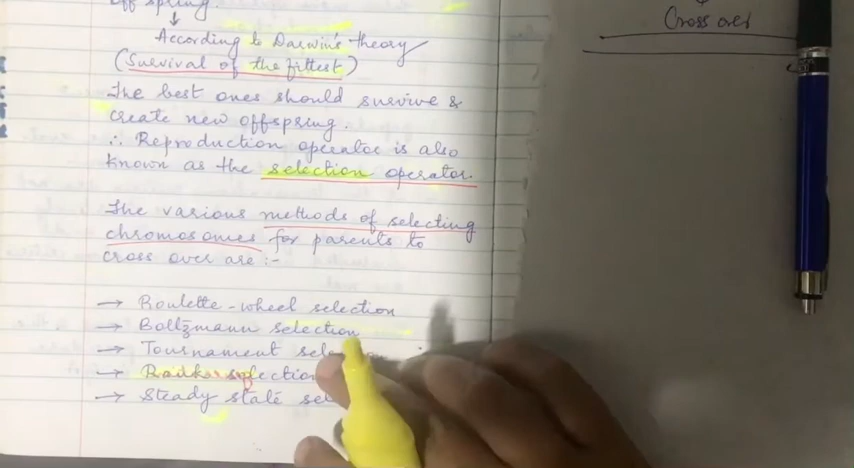 offspring.
According to Darwin's theory
(Survival of the fittest)
The best ones should survive &
create new offspring.
∴ Reproduction operator is also
known as the selection operator.
The various methods of selecting
chromosomes for parents to
cross over are :-
→ Roulette-wheel selection
→ Boltzmann selection
→ Tournament
→ Rank selection
→ Steady state
Cross over